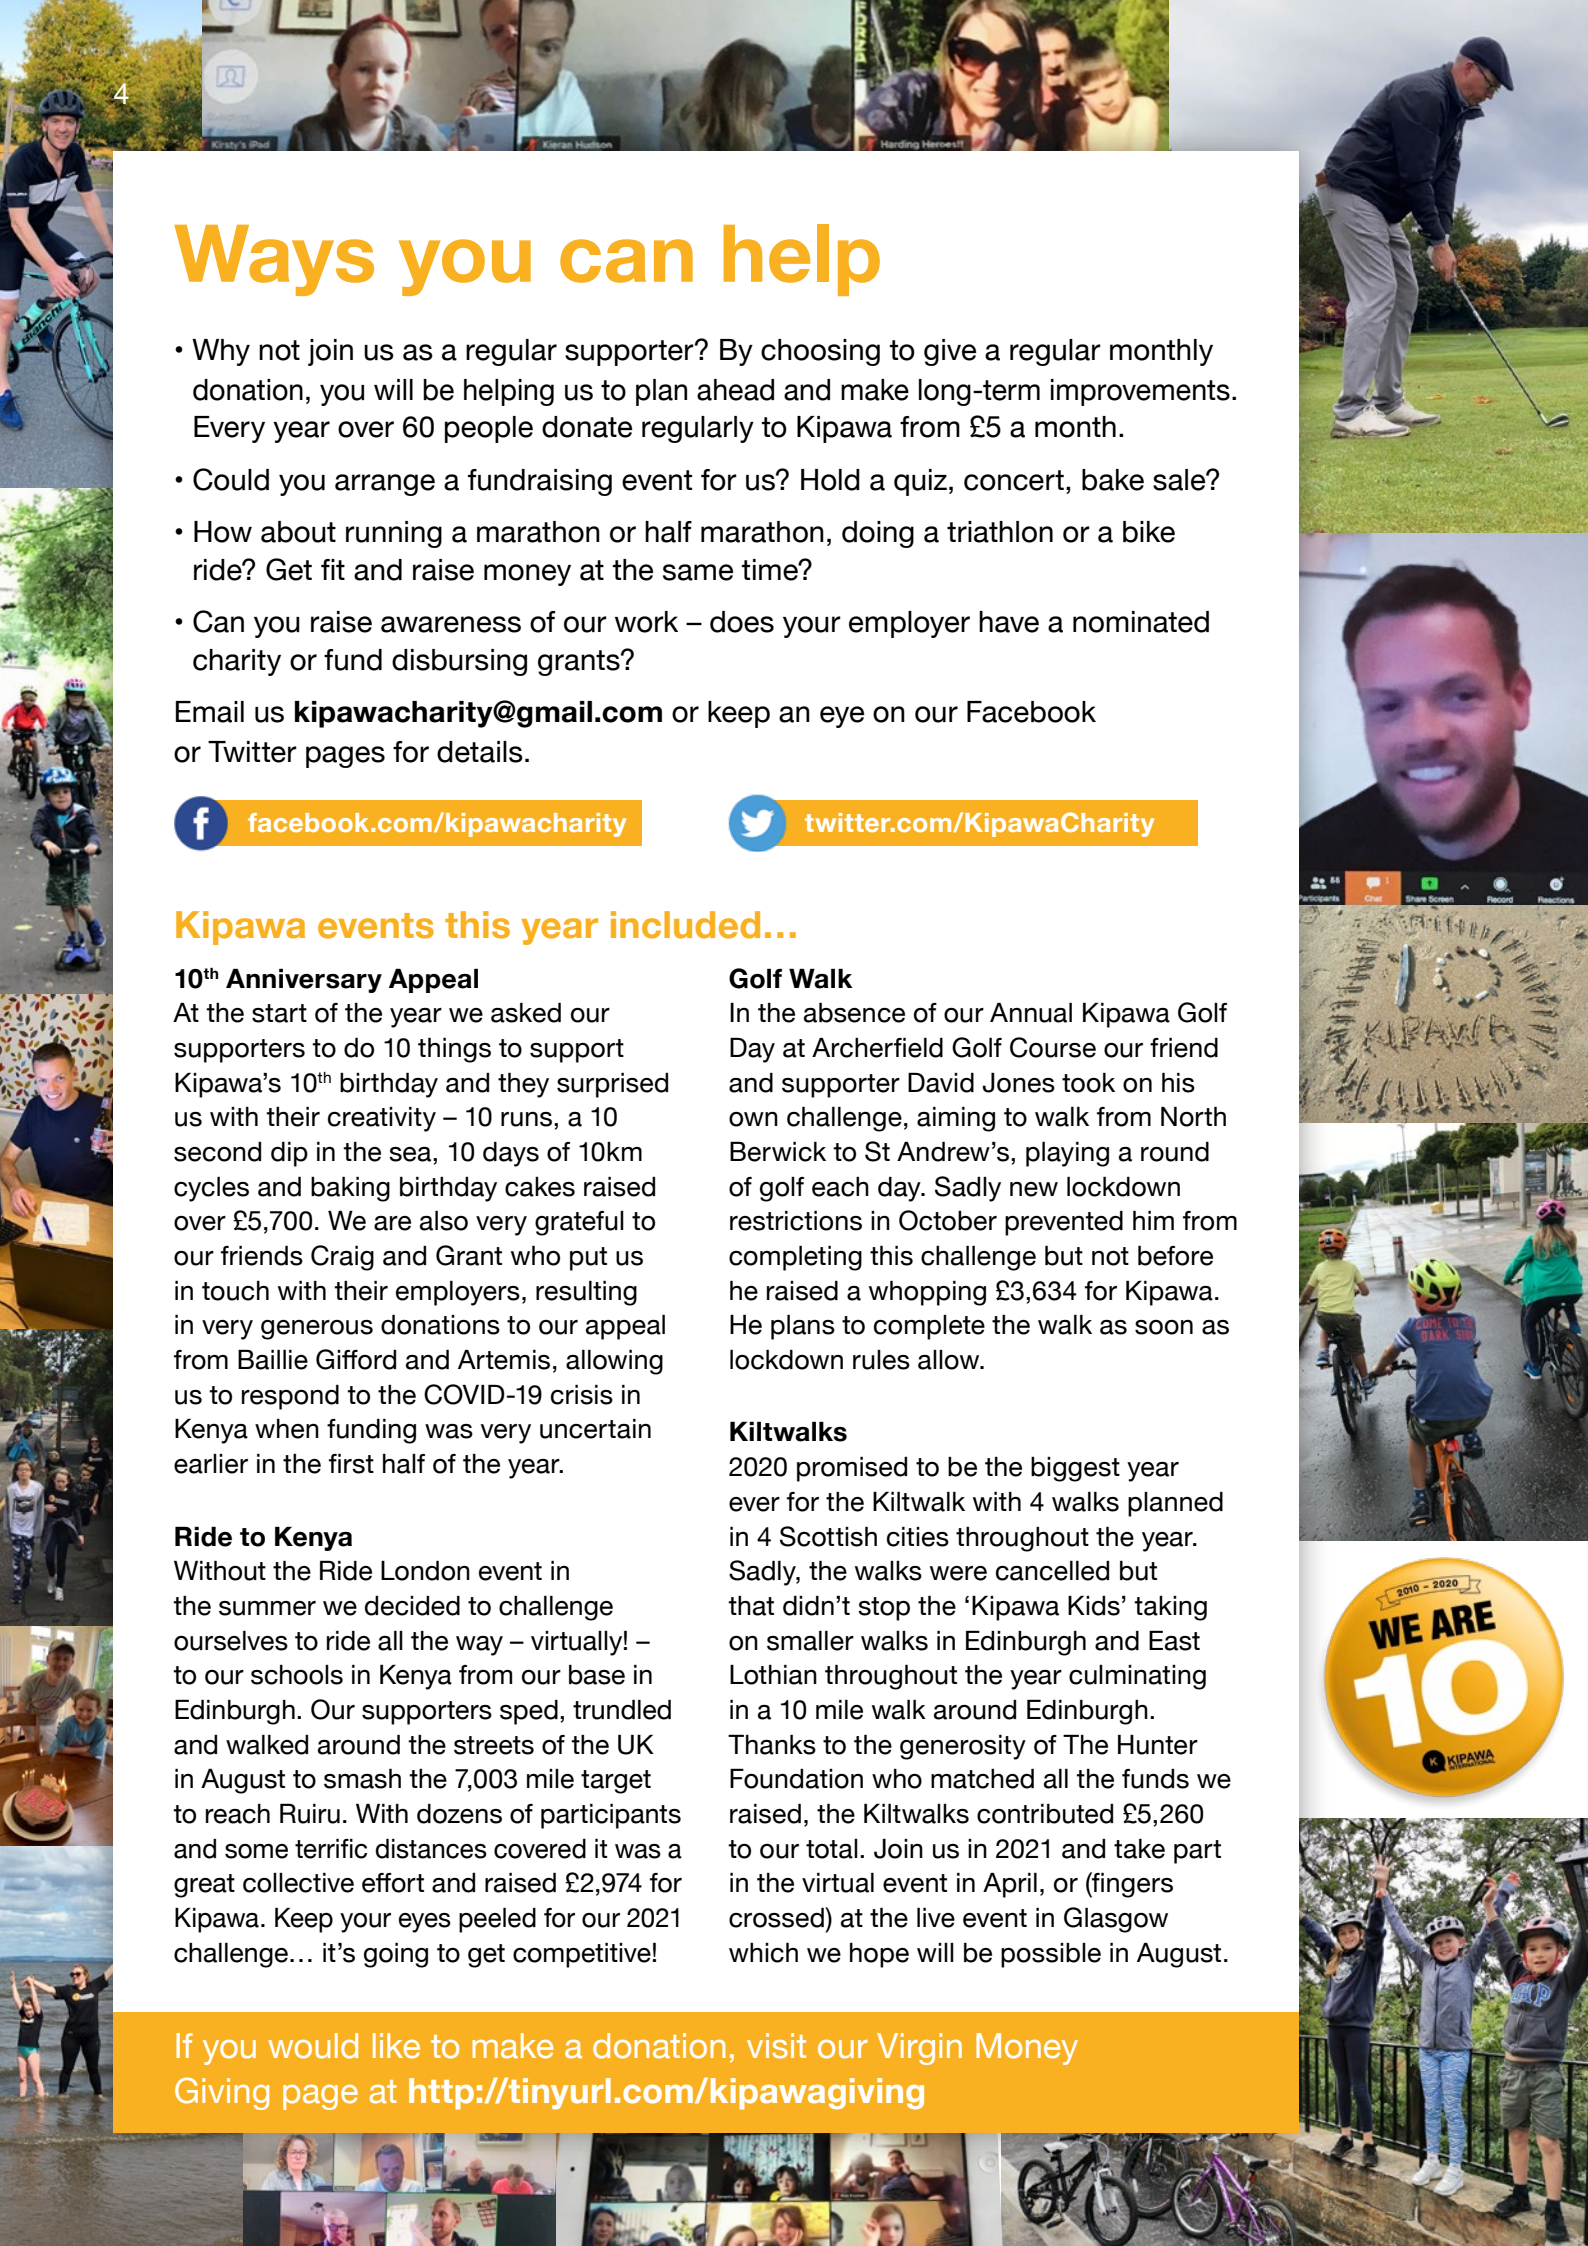 4
Kirsty's iPad
Kieran Hudson
Harding Heroes!!
Bianchi
Ways you can help
• Why not join us as a regular supporter? By choosing to give a regular monthly
donation, you will be helping us to plan ahead and make long-term improvements.
Every year over 60 people donate regularly to Kipawa from £5 a month.
• Could you arrange a fundraising event for us? Hold a quiz, concert, bake sale?
• How about running a marathon or half marathon, doing a triathlon or a bike
ride? Get fit and raise money at the same time?
• Can you raise awareness of our work – does your employer have a nominated
charity or fund disbursing grants?
Email us kipawacharity@gmail.com or keep an eye on our Facebook
or Twitter pages for details.
facebook.com/kipawacharity
twitter.com/KipawaCharity
Participants
Chat
Share Screen
Record
Reactions
10
KIPAWA
Kipawa events this year included…
10th Anniversary Appeal
At the start of the year we asked our
supporters to do 10 things to support
Kipawa’s 10th birthday and they surprised
us with their creativity – 10 runs, a 10
second dip in the sea, 10 days of 10km
cycles and baking birthday cakes raised
over £5,700. We are also very grateful to
our friends Craig and Grant who put us
in touch with their employers, resulting
in very generous donations to our appeal
from Baillie Gifford and Artemis, allowing
us to respond to the COVID-19 crisis in
Kenya when funding was very uncertain
earlier in the first half of the year.
Ride to Kenya
Without the Ride London event in
the summer we decided to challenge
ourselves to ride all the way – virtually! –
to our schools in Kenya from our base in
Edinburgh. Our supporters sped, trundled
and walked around the streets of the UK
in August to smash the 7,003 mile target
to reach Ruiru. With dozens of participants
and some terrific distances covered it was a
great collective effort and raised £2,974 for
Kipawa. Keep your eyes peeled for our 2021
challenge… it’s going to get competitive!
Golf Walk
In the absence of our Annual Kipawa Golf
Day at Archerfield Golf Course our friend
and supporter David Jones took on his
own challenge, aiming to walk from North
Berwick to St Andrew’s, playing a round
of golf each day. Sadly new lockdown
restrictions in October prevented him from
completing this challenge but not before
he raised a whopping £3,634 for Kipawa.
He plans to complete the walk as soon as
lockdown rules allow.
Kiltwalks
2020 promised to be the biggest year
ever for the Kiltwalk with 4 walks planned
in 4 Scottish cities throughout the year.
Sadly, the walks were cancelled but
that didn’t stop the ‘Kipawa Kids’ taking
on smaller walks in Edinburgh and East
Lothian throughout the year culminating
in a 10 mile walk around Edinburgh.
Thanks to the generosity of The Hunter
Foundation who matched all the funds we
raised, the Kiltwalks contributed £5,260
to our total. Join us in 2021 and take part
in the virtual event in April, or (fingers
crossed) at the live event in Glasgow
which we hope will be possible in August.
COME TO THE
DARK SIDE
2010 - 2020
WE ARE
10
K KIPAWA
INTERNATIONAL
GAP
If you would like to make a donation, visit our Virgin Money
Giving page at http://tinyurl.com/kipawagiving